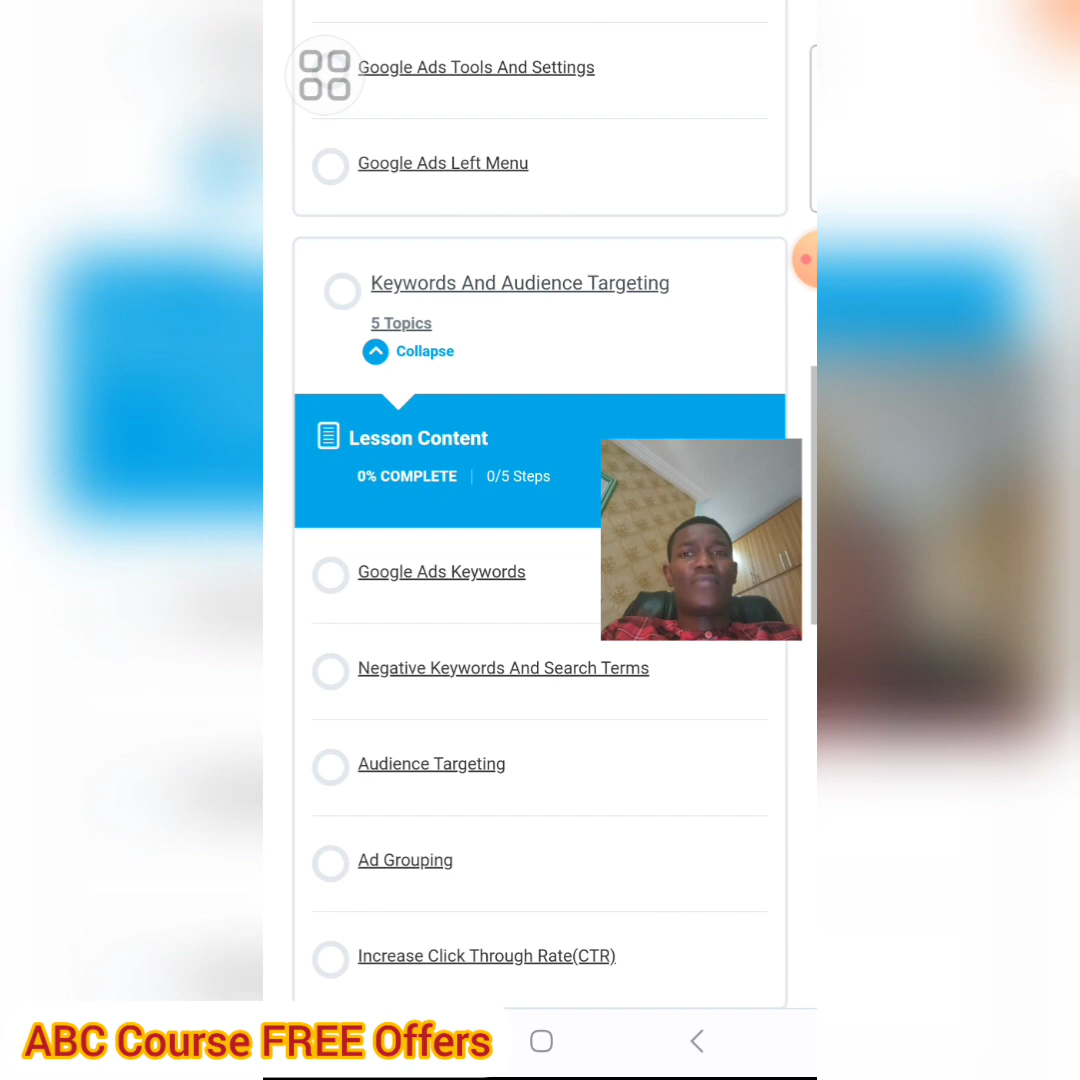 Google Ads Tools And Settings
Google Ads Left Menu
Keywords And Audience Targeting
5 Topics
Collapse
Lesson Content
0% COMPLETE | 0/5 Steps
Google Ads Keywords
Negative Keywords And Search Terms
Audience Targeting
Ad Grouping
Increase Click Through Rate(CTR)
ABC Course FREE Offers